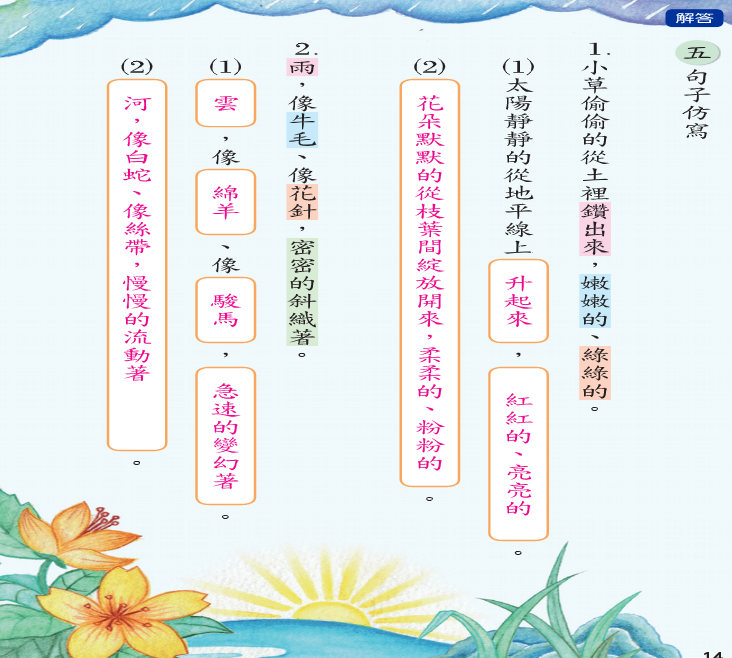 解答
五 句子仿寫
1.小草偷偷的從土裡鑽出來，嫩嫩的、綠綠的。
(1)太陽靜靜的從地平線上升起來，紅紅的、亮亮的。
(2)花朵默默的從枝葉間綻放開來，柔柔的、粉粉的。
2.雨，像牛毛、像花針，密密的斜織著。
(1)雲，像綿羊、像駿馬，急速的變幻著。
(2)河，像白蛇、像絲帶，慢慢的流動著。
14